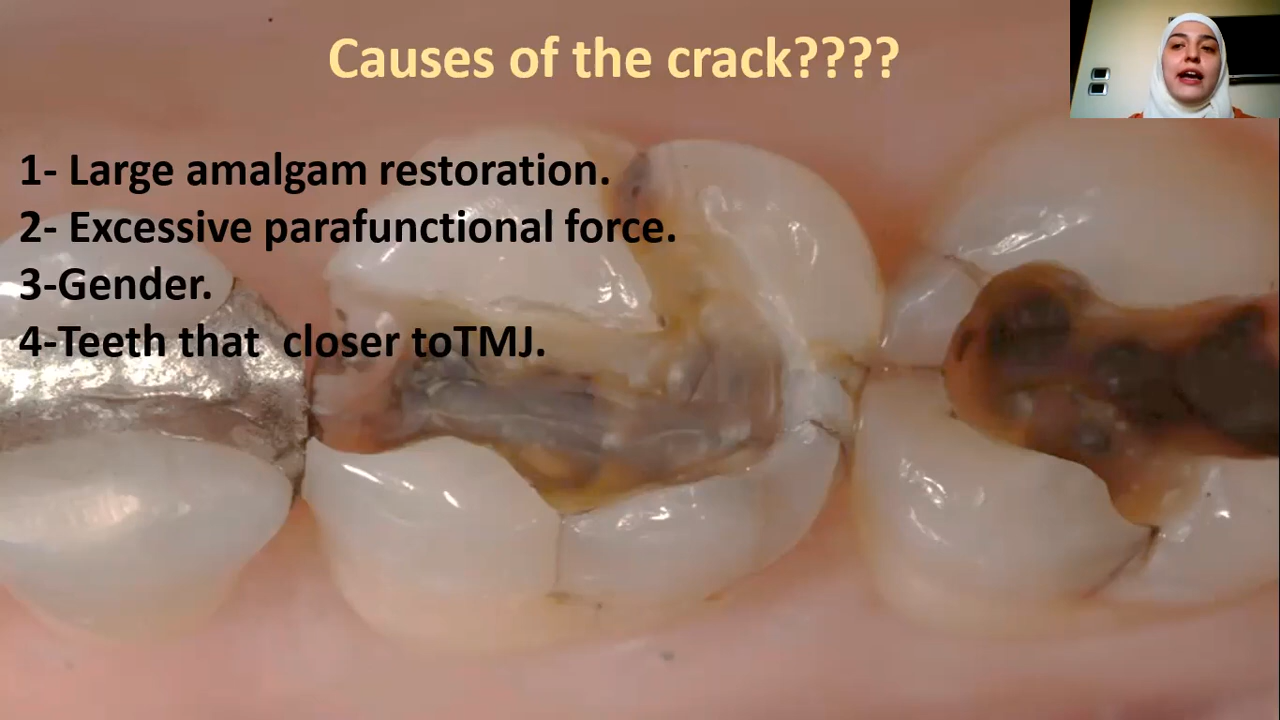 Causes of the crack????
1- Large amalgam restoration.
2- Excessive parafunctional force.
3-Gender.
4-Teeth that  closer toTMJ.